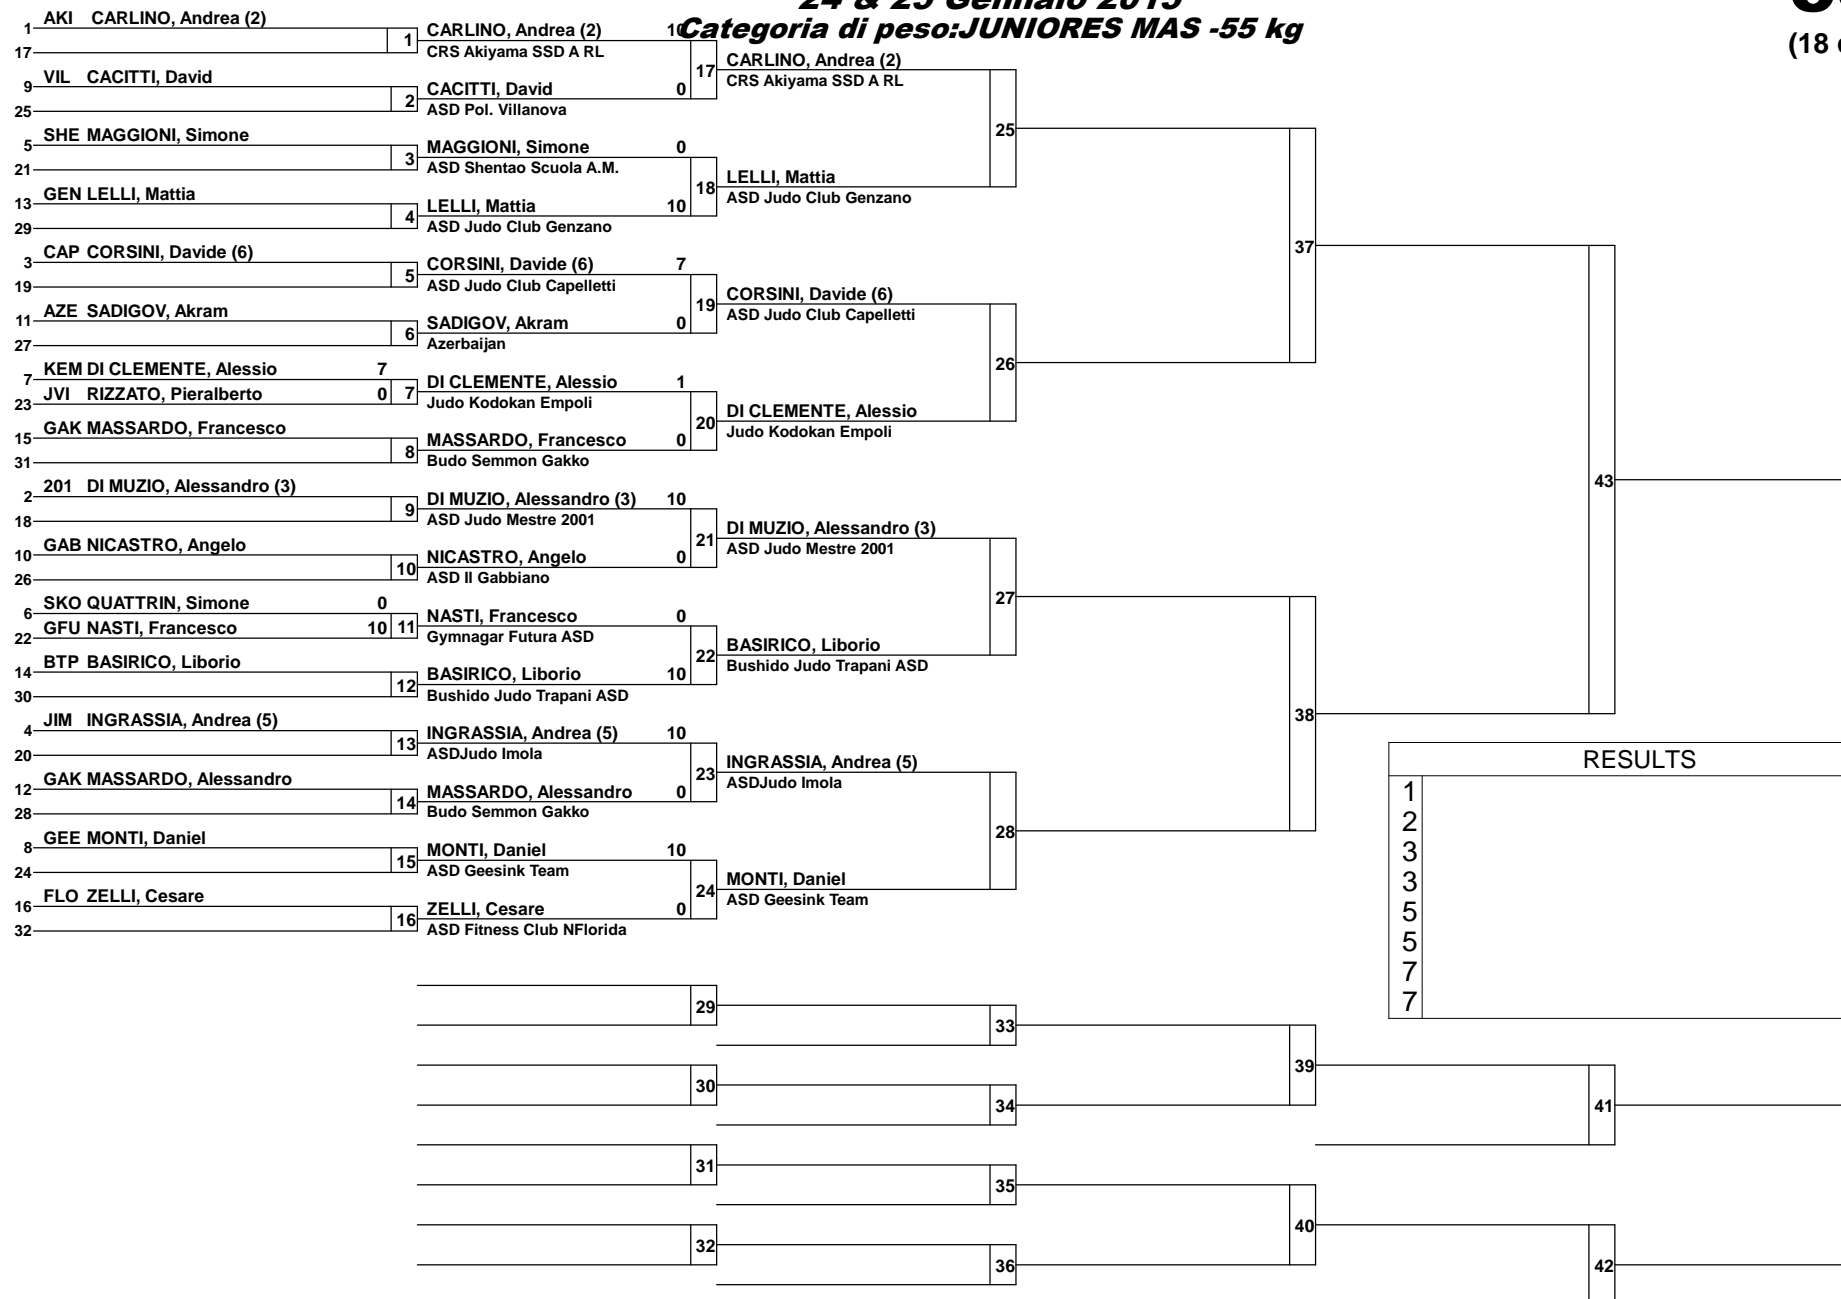 24 & 25 Gennaio 2015
Categoria di peso:JUNIORES MAS -55 kg
(18
1 AKI CARLINO, Andrea (2)
17
1
9 VIL CACITTI, David
25
2
5 SHE MAGGIONI, Simone
21
3
13 GEN LELLI, Mattia
29
4
3 CAP CORSINI, Davide (6)
19
5
11 AZE SADIGOV, Akram
27
6
7 KEM DI CLEMENTE, Alessio 7
23 JVI RIZZATO, Pieralberto 0
7
15 GAK MASSARDO, Francesco
31
8
2 201 DI MUZIO, Alessandro (3)
18
9
10 GAB NICASTRO, Angelo
26
10
6 SKO QUATTRIN, Simone 0
22 GFU NASTI, Francesco 10
11
14 BTP BASIRICO, Liborio
30
12
4 JIM INGRASSIA, Andrea (5)
20
13
12 GAK MASSARDO, Alessandro
28
14
8 GEE MONTI, Daniel
24
15
16 FLO ZELLI, Cesare
32
16
CARLINO, Andrea (2) 10
CRS Akiyama SSD A RL
17
CACITTI, David 0
ASD Pol. Villanova
MAGGIONI, Simone 0
ASD Shentao Scuola A.M.
18
LELLI, Mattia 10
ASD Judo Club Genzano
CORSINI, Davide (6) 7
ASD Judo Club Capelletti
19
SADIGOV, Akram 0
Azerbaijan
DI CLEMENTE, Alessio 1
Judo Kodokan Empoli
20
MASSARDO, Francesco 0
Budo Semmon Gakko
DI MUZIO, Alessandro (3) 10
ASD Judo Mestre 2001
21
NICASTRO, Angelo 0
ASD Il Gabbiano
NASTI, Francesco 0
Gymnagar Futura ASD
22
BASIRICO, Liborio 10
Bushido Judo Trapani ASD
INGRASSIA, Andrea (5) 10
ASDJudo Imola
23
MASSARDO, Alessandro 0
Budo Semmon Gakko
MONTI, Daniel 10
ASD Geesink Team
24
ZELLI, Cesare 0
ASD Fitness Club NFlorida
CARLINO, Andrea (2)
CRS Akiyama SSD A RL
25
LELLI, Mattia
ASD Judo Club Genzano
CORSINI, Davide (6)
ASD Judo Club Capelletti
26
DI CLEMENTE, Alessio
Judo Kodokan Empoli
DI MUZIO, Alessandro (3)
ASD Judo Mestre 2001
27
BASIRICO, Liborio
Bushido Judo Trapani ASD
INGRASSIA, Andrea (5)
ASDJudo Imola
28
MONTI, Daniel
ASD Geesink Team
37
38
43
RESULTS
1
2
3
3
5
5
7
7
29
30
31
32
33
34
35
36
39
40
41
42